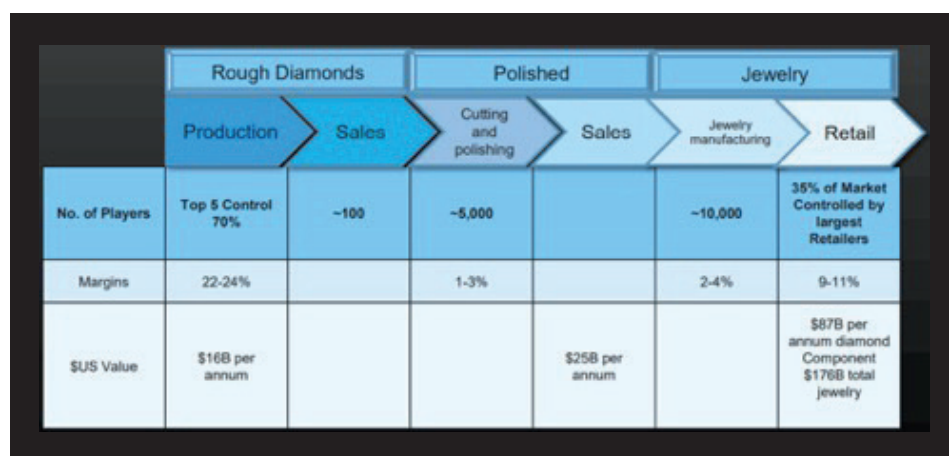 Rough Diamonds
Polished
Jewelry
Production
Sales
Cutting
and
polishing
Sales
Jewelry
manufacturing
Retail
No. of Players
Top 5 Control
70%
~100
~5,000
~10,000
35% of Market
Controlled by
largest
Retailers
Margins
22-24%
1-3%
2-4%
9-11%
$US Value
$16B per
annum
$25B per
annum
$87B per
annum diamond
Component
$176B total
jewelry